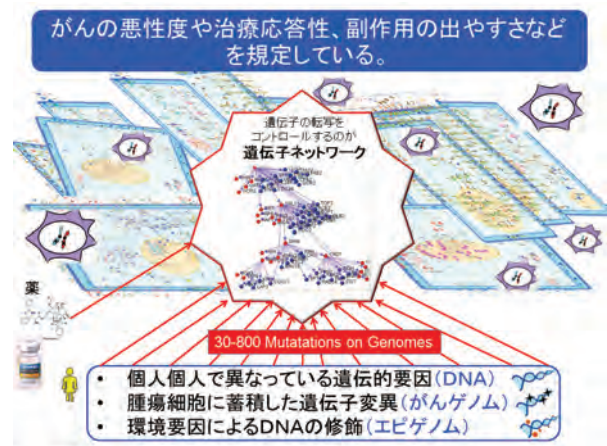 がんの悪性度や治療応答性、副作用の出やすさなど
を規定している。
遺伝子の転写を
コントロールするのが
遺伝子ネットワーク
薬
30-800 Mutatations on Genomes
• 個人個人で異なっている遺伝的要因(DNA)
• 腫瘍細胞に蓄積した遺伝子変異(がんゲノム)
• 環境要因によるDNAの修飾(エピゲノム)